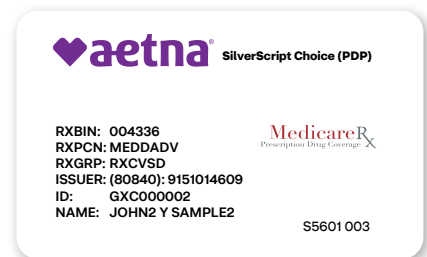 aetna® SilverScript Choice (PDP)
RXBIN: 004336
RXPCN: MEDDADV
RXGRP: RXCVSD
ISSUER: (80840): 9151014609
ID: GXC000002
NAME: JOHN2 Y SAMPLE2
MedicareRx
Prescription Drug Coverage
S5601 003